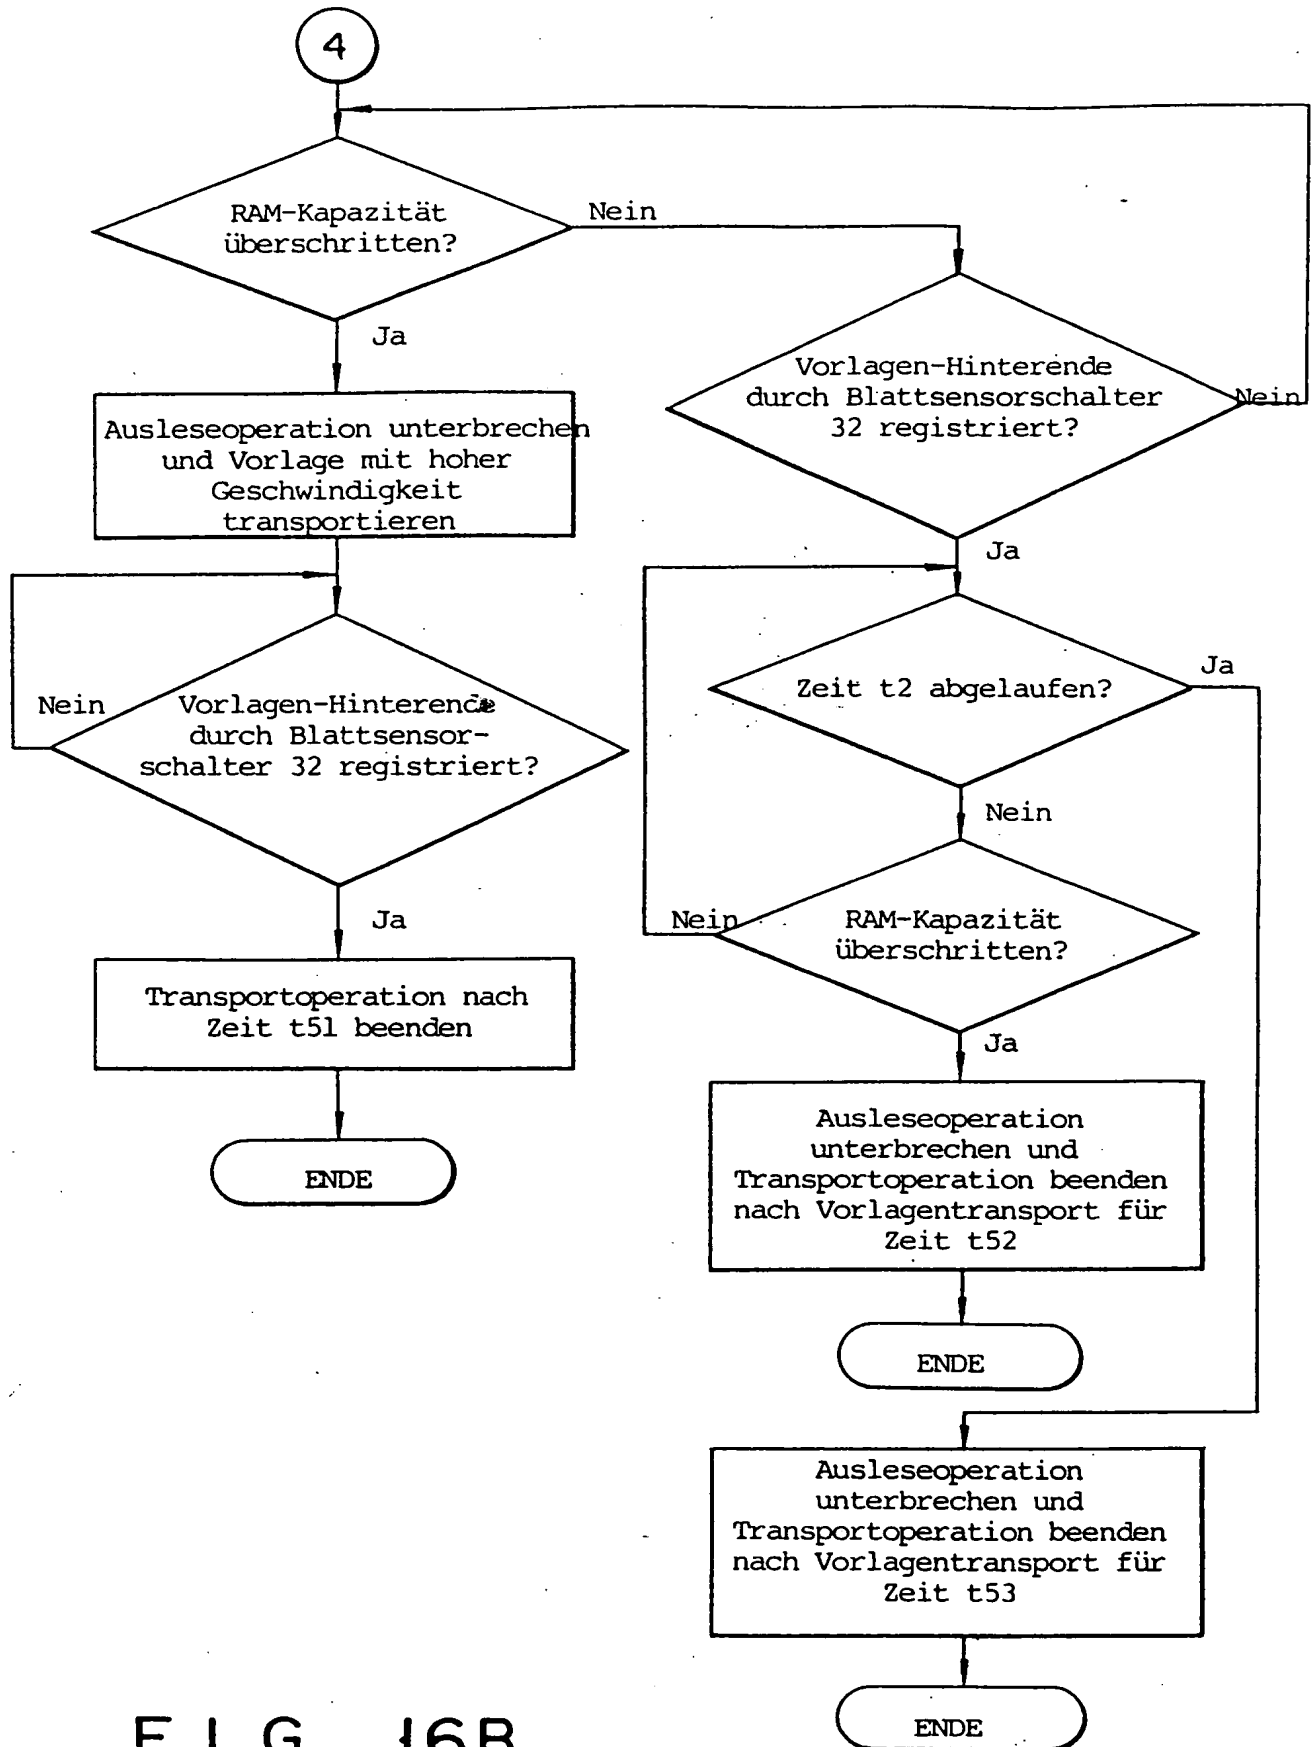 4
RAM-Kapazität
überschritten?
Nein
Ja
Vorlagen-Hinterende
durch Blattsensorschalter
32 registriert?
Nein
Ausleseoperation unterbrechen
und Vorlage mit hoher
Geschwindigkeit
transportieren
Ja
Zeit t2 abgelaufen?
Ja
Nein
Vorlagen-Hinterende
durch Blattsensor-
schalter 32 registriert?
Nein
Ja
Nein
RAM-Kapazität
überschritten?
Ja
Transportoperation nach
Zeit t51 beenden
ENDE
Ausleseoperation
unterbrechen und
Transportoperation beenden
nach Vorlagentransport für
Zeit t52
ENDE
Ausleseoperation
unterbrechen und
Transportoperation beenden
nach Vorlagentransport für
Zeit t53
ENDE
FIG. 16B